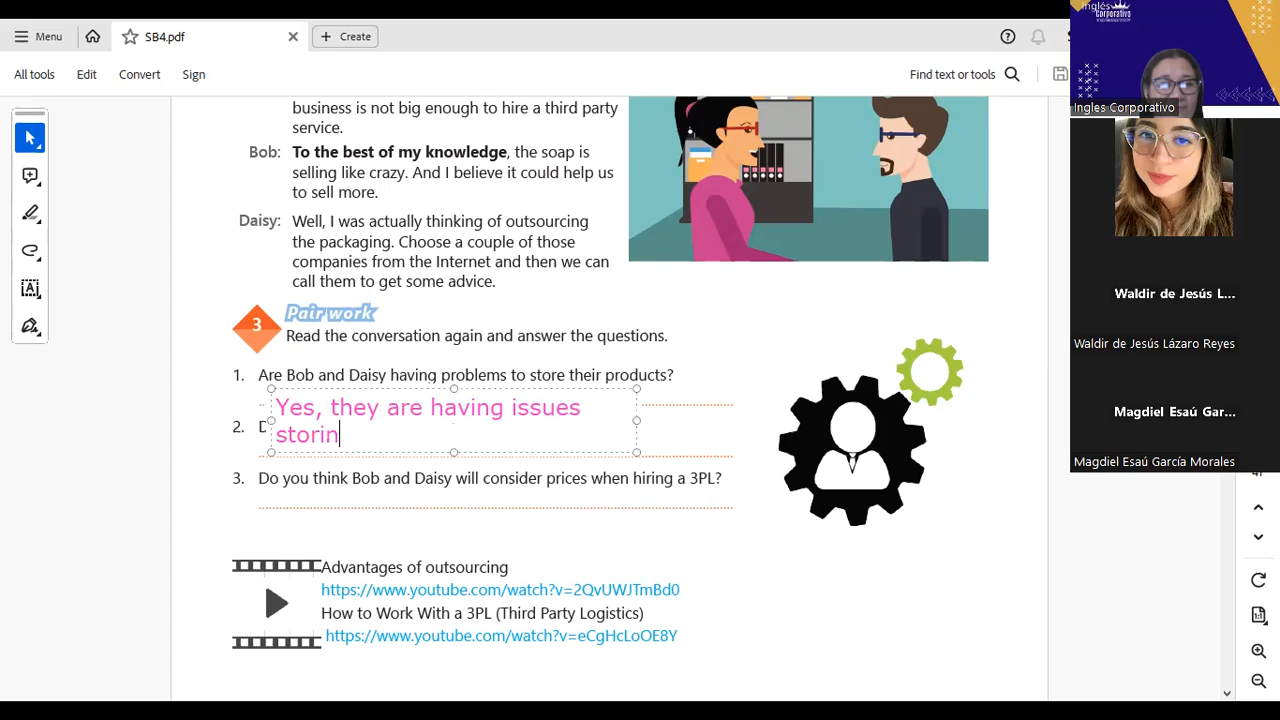 Menu
SB4.pdf
Create
All tools
Edit
Convert
Sign
Find text or tools
Inglés
corporativo
Ingles Corporativo
business is not big enough to hire a third party
service.
Bob: To the best of my knowledge, the soap is
selling like crazy. And I believe it could help us
to sell more.
Daisy: Well, I was actually thinking of outsourcing
the packaging. Choose a couple of those
companies from the Internet and then we can
call them to get some advice.
3 Pair work
Read the conversation again and answer the questions.
1. Are Bob and Daisy having problems to store their products?
Yes, they are having issues
storin
2. D
3. Do you think Bob and Daisy will consider prices when hiring a 3PL?
Advantages of outsourcing
https://www.youtube.com/watch?v=2QvUWJTmBd0
How to Work With a 3PL (Third Party Logistics)
https://www.youtube.com/watch?v=eCgHcLoOE8Y
Waldir de Jesús L...
Waldir de Jesús Lázaro Reyes
Magdiel Esaú Gar...
Magdiel Esaú García Morales